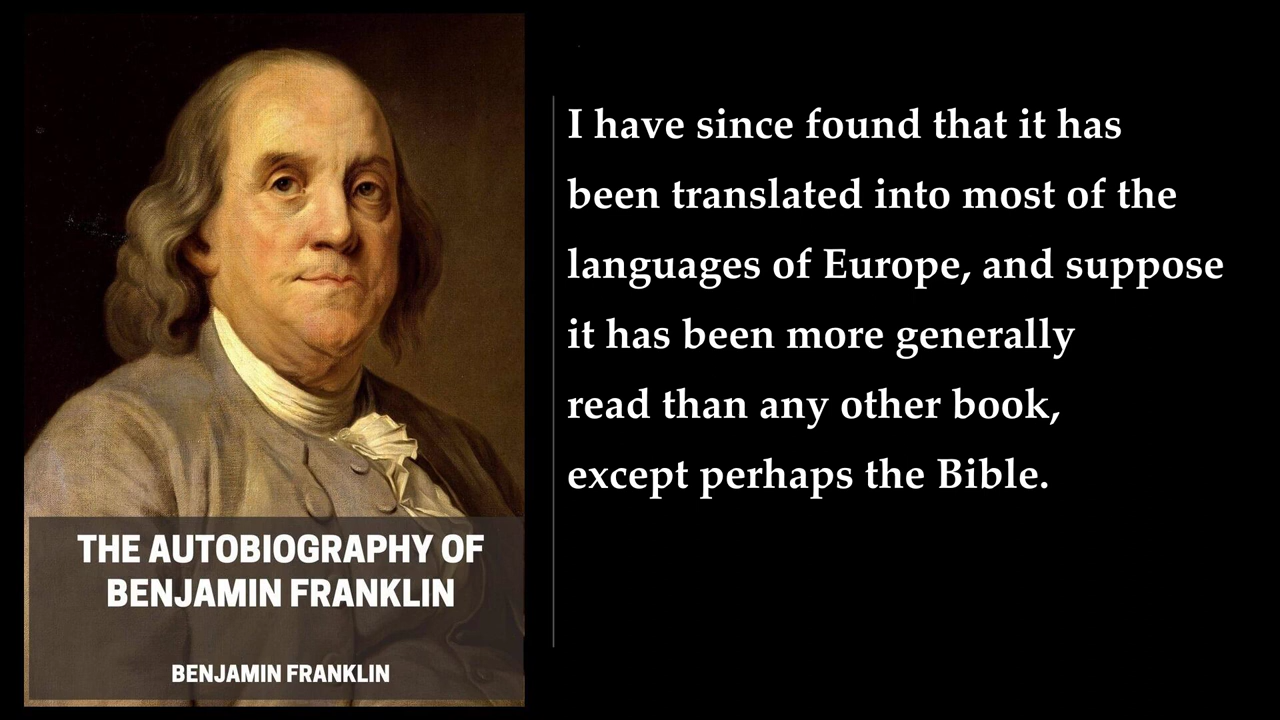 THE AUTOBIOGRAPHY OF
BENJAMIN FRANKLIN
BENJAMIN FRANKLIN
I have since found that it has
been translated into most of the
languages of Europe, and suppose
it has been more generally
read than any other book,
except perhaps the Bible.